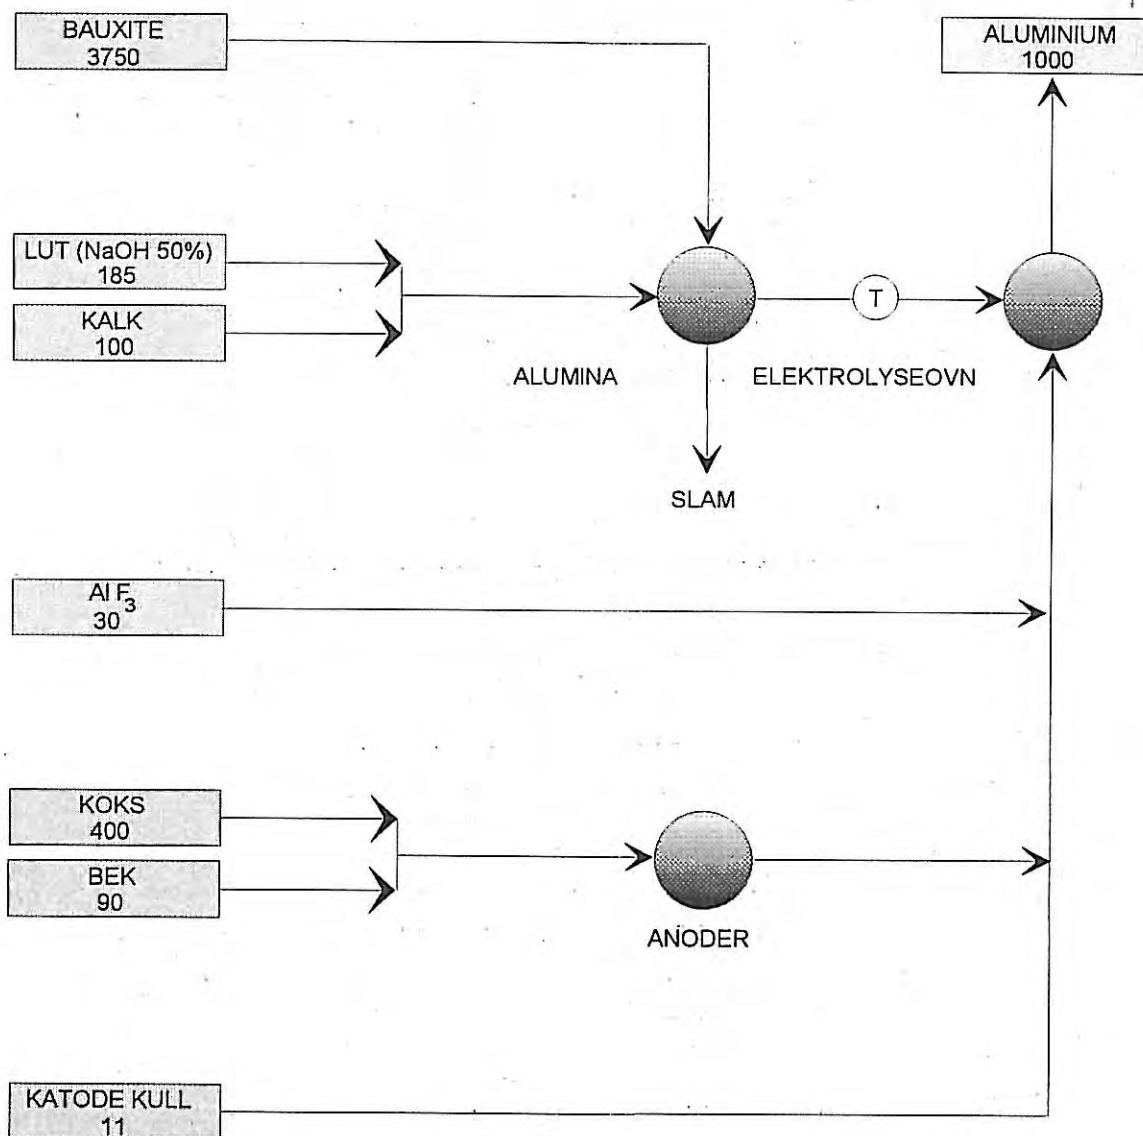 BAUXITE
3750
ALUMINIUM
1000
LUT (NaOH 50%)
185
KALK
100
T
ALUMINA
ELEKTROLYSEOVN
SLAM
Al F3
30
KOKS
400
BEK
90
ANODER
KATODE KULL
11